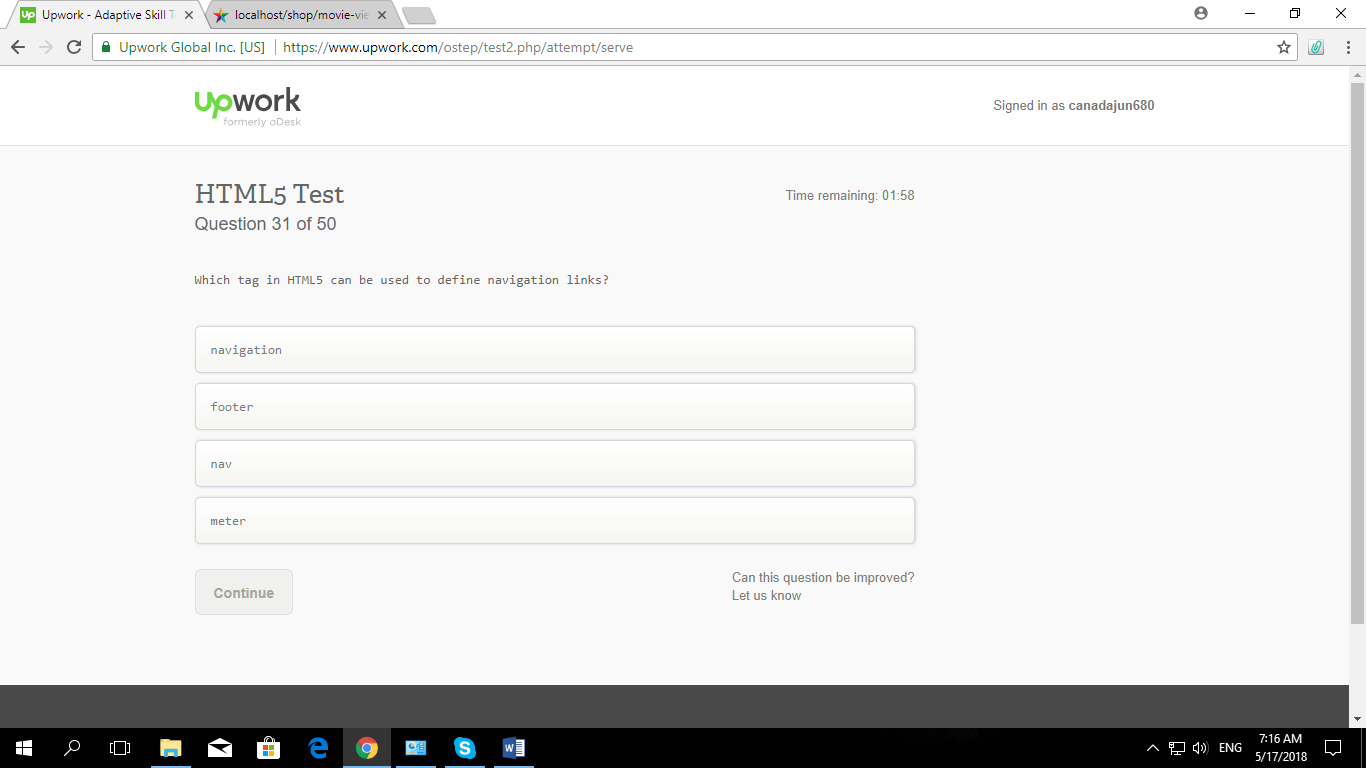 Upwork - Adaptive Skill T
localhost/shop/movie-vie
Upwork Global Inc. [US]
https://www.upwork.com/ostep/test2.php/attempt/serve
upwork
formerly oDesk
Signed in as canadajun680
HTML5 Test
Time remaining: 01:58
Question 31 of 50
Which tag in HTML5 can be used to define navigation links?
navigation
footer
nav
meter
Continue
Can this question be improved?
Let us know
ENG
7:16 AM
5/17/2018